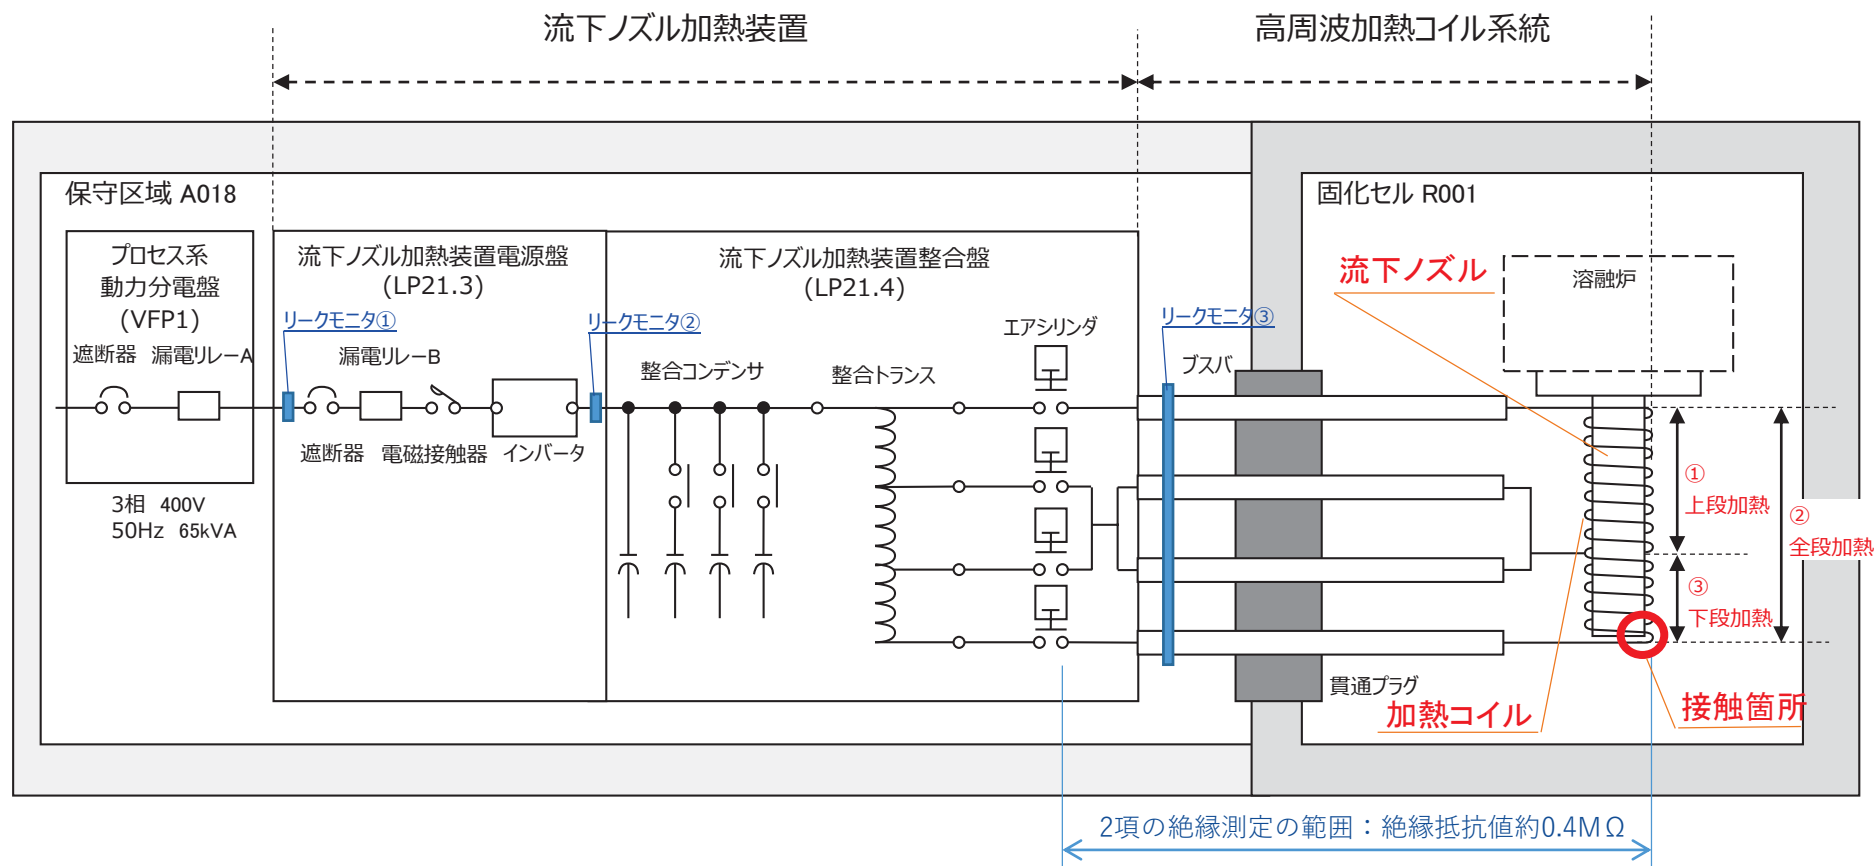 流下ノズル加熱装置
高周波加熱コイル系統
保守区域 A018
固化セル R001
プロセス系
動力分電盤
(VFP1)
遮断器
漏電リレーA
3相 400V
50Hz 65kVA
流下ノズル加熱装置電源盤
(LP21.3)
リークモニタ①
漏電リレーB
遮断器
電磁接触器
インバータ
リークモニタ②
流下ノズル加熱装置整合盤
(LP21.4)
整合コンデンサ
整合トランス
エアシリンダ
リークモニタ③
ブスバ
貫通プラグ
流下ノズル
溶融炉
①
上段加熱
②
全段加熱
③
下段加熱
加熱コイル
接触箇所
2項の絶縁測定の範囲：絶縁抵抗値約0.4MΩ